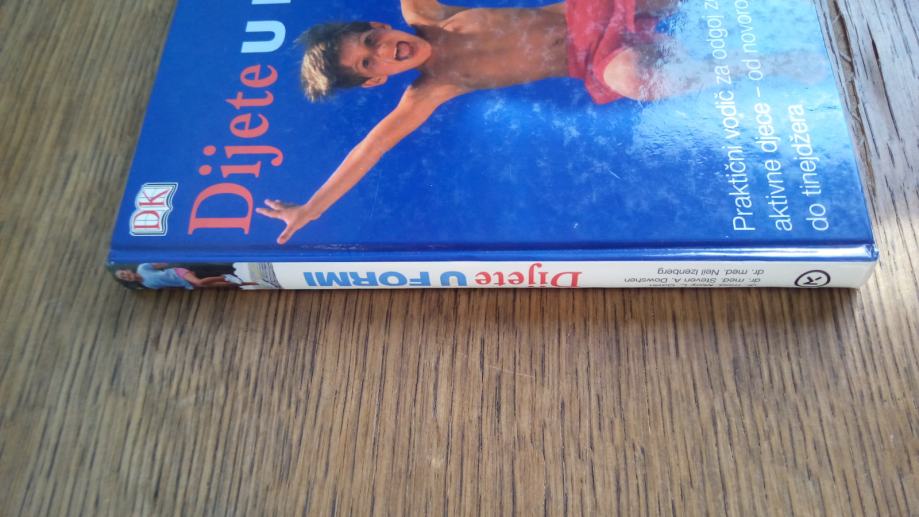 DK
Dijete U
Praktični vodič za odgoj
aktivne djece – od
do tinejdžera
Dijete U FORMI
dr. med. Steven A. Dowshen
dr. med. Neil Izenberg